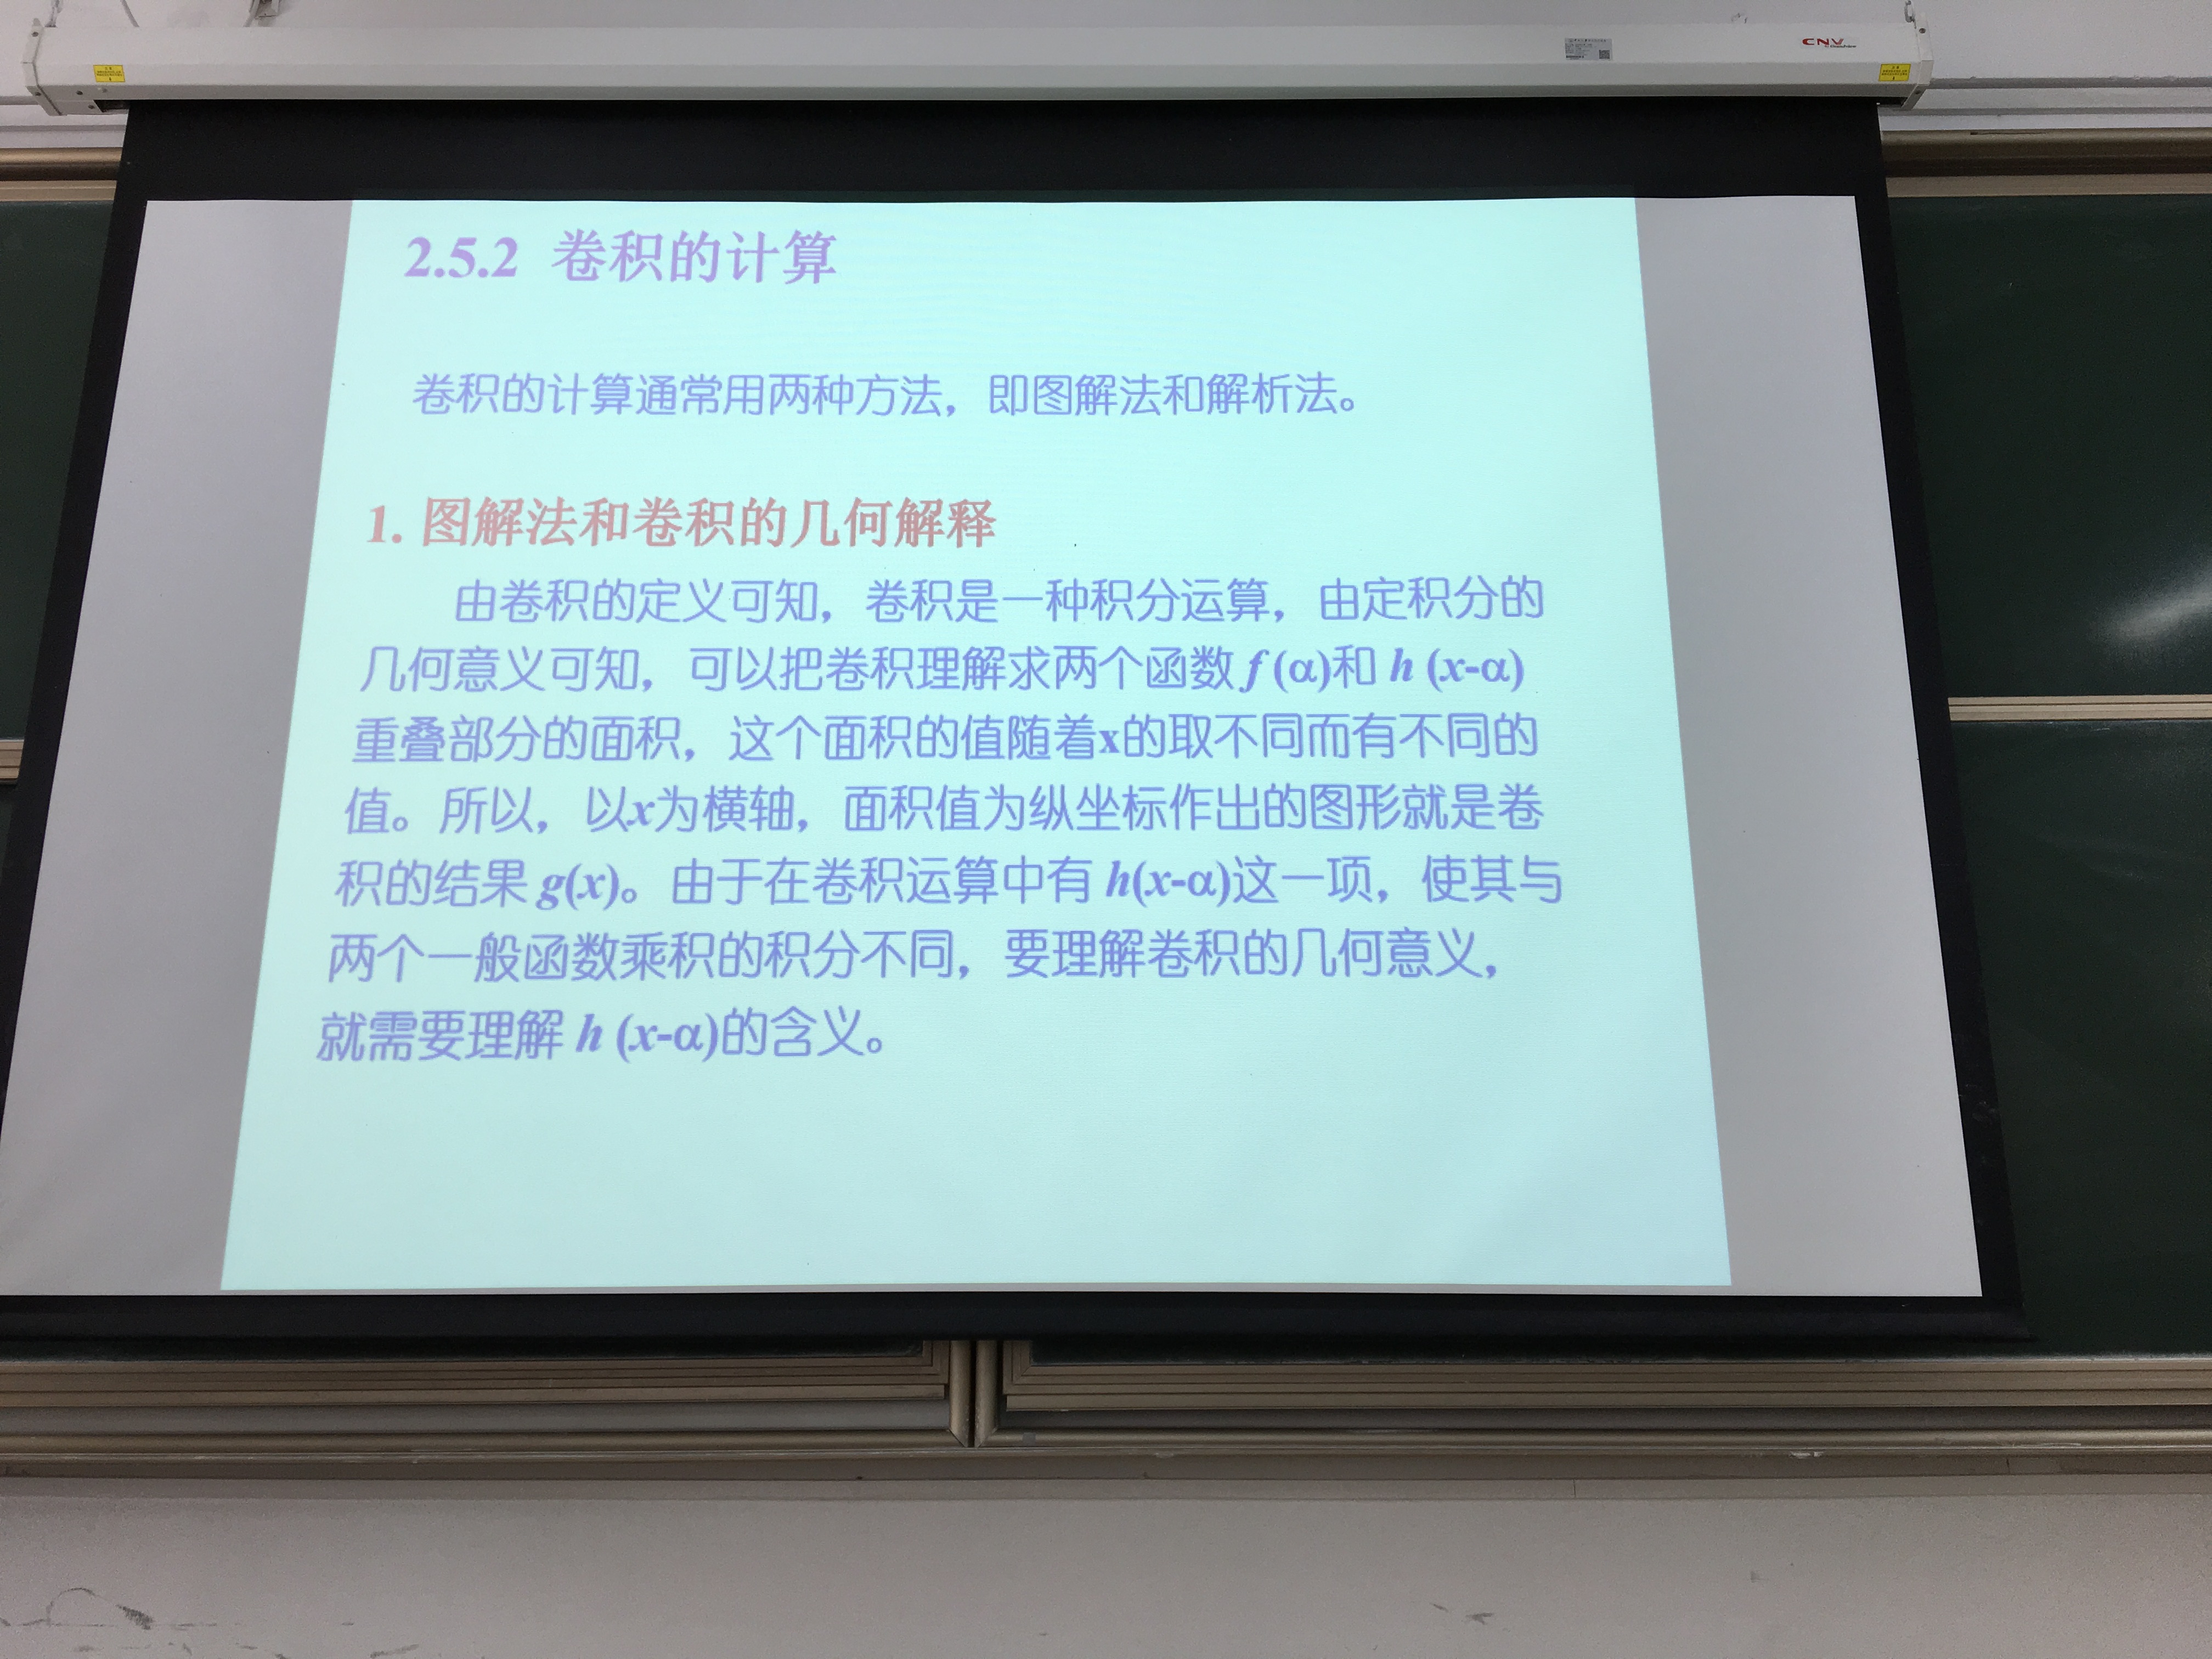 CNV
2.5.2 卷积的计算
卷积的计算通常用两种方法，即图解法和解析法。
1. 图解法和卷积的几何解释
由卷积的定义可知，卷积是一种积分运算，由定积分的
几何意义可知，可以把卷积理解求两个函数 f (α)和 h (x-α)
重叠部分的面积，这个面积的值随着x的取不同而有不同的
值。所以，以x为横轴，面积值为纵坐标作出的图形就是卷
积的结果 g(x)。由于在卷积运算中有 h(x-α)这一项，使其与
两个一般函数乘积的积分不同，要理解卷积的几何意义，
就需要理解 h (x-α)的含义。